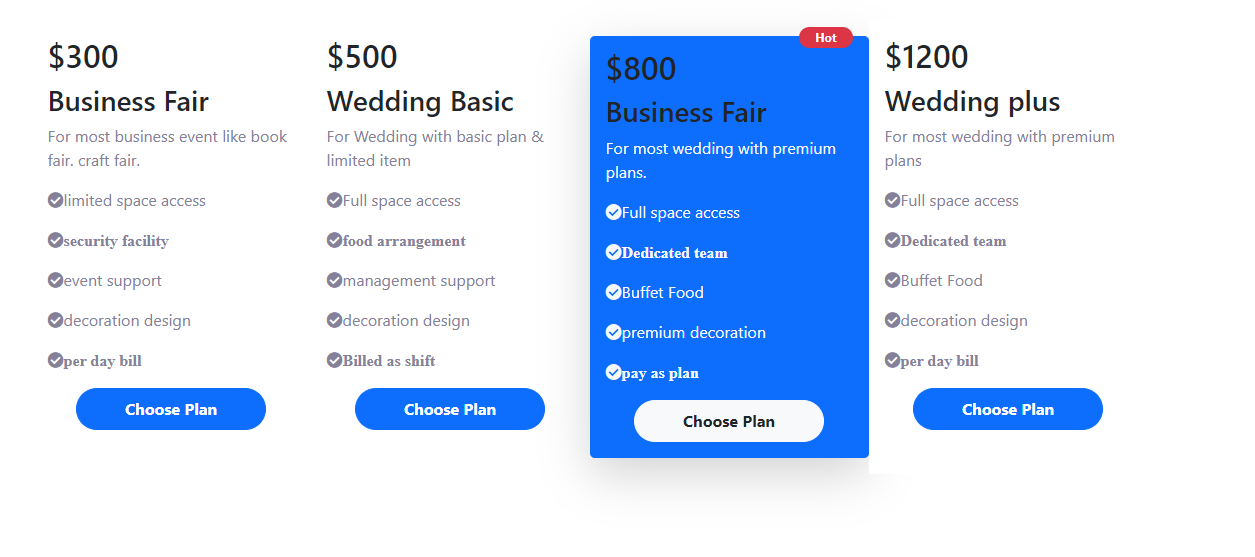 $300
Business Fair
For most business event like book
fair. craft fair.
limited space access
security facility
event support
decoration design
per day bill
Choose Plan
$500
Wedding Basic
For Wedding with basic plan &
limited item
Full space access
food arrangement
management support
decoration design
Billed as shift
Choose Plan
Hot
$800
Business Fair
For most wedding with premium
plans.
Full space access
Dedicated team
Buffet Food
premium decoration
pay as plan
Choose Plan
$1200
Wedding plus
For most wedding with premium
plans
Full space access
Dedicated team
Buffet Food
decoration design
per day bill
Choose Plan